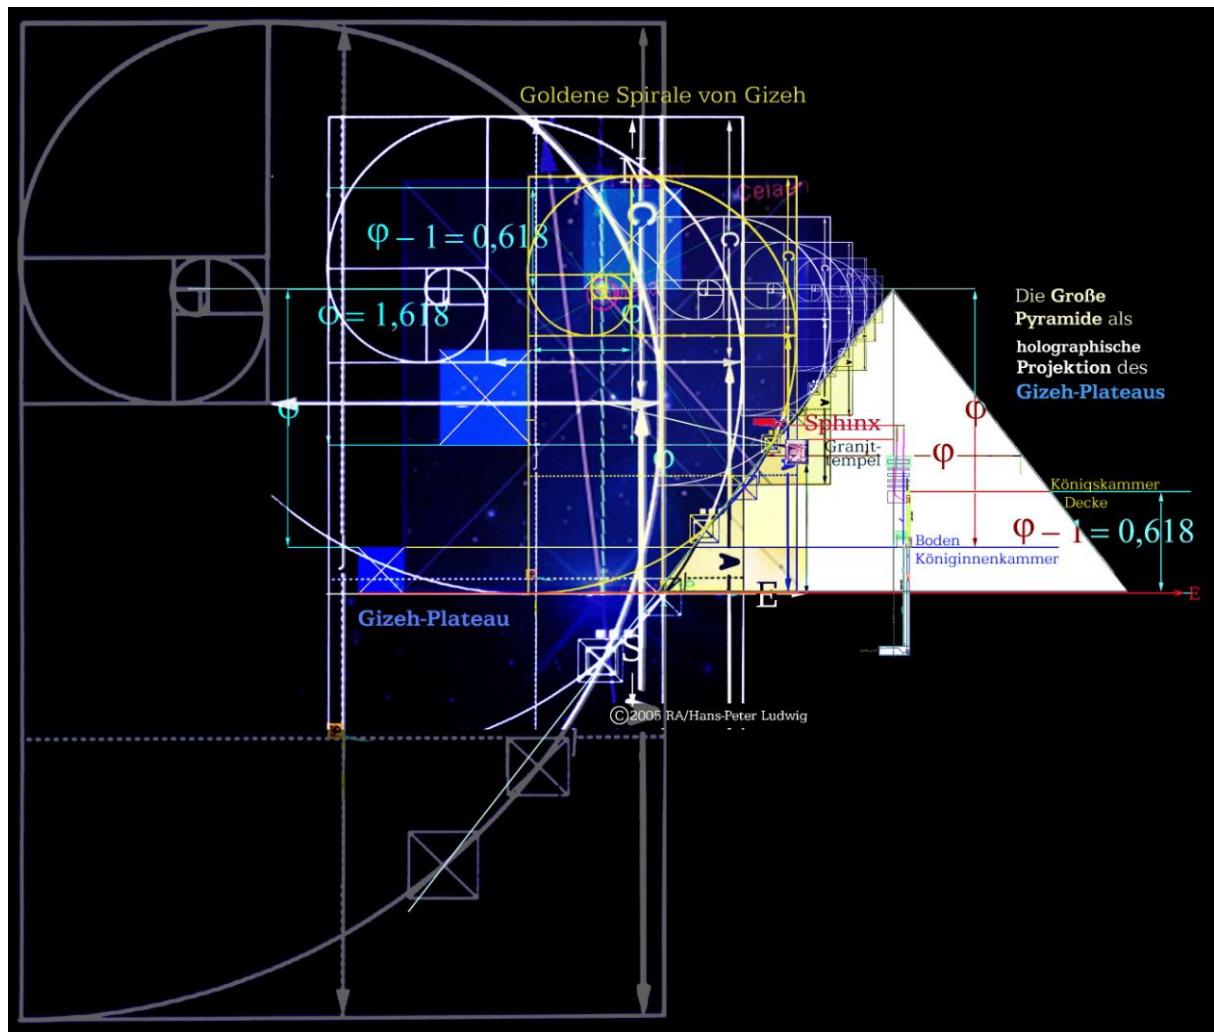 Goldene Spirale von Gizeh
N
C
C
C
C
φ – 1 = 0,618
φ = 1,618
φ
φ
φ
Die Große
Pyramide als
holographische
Projektion des
Gizeh-Plateaus
φ
Sphinx
Granit-
tempel
φ
A
A
Königskammer
Decke
φ – 1 = 0,618
Boden
Königinnenkammer
E
E
Gizeh-Plateau
S
©2005 RA/Hans-Peter Ludwig